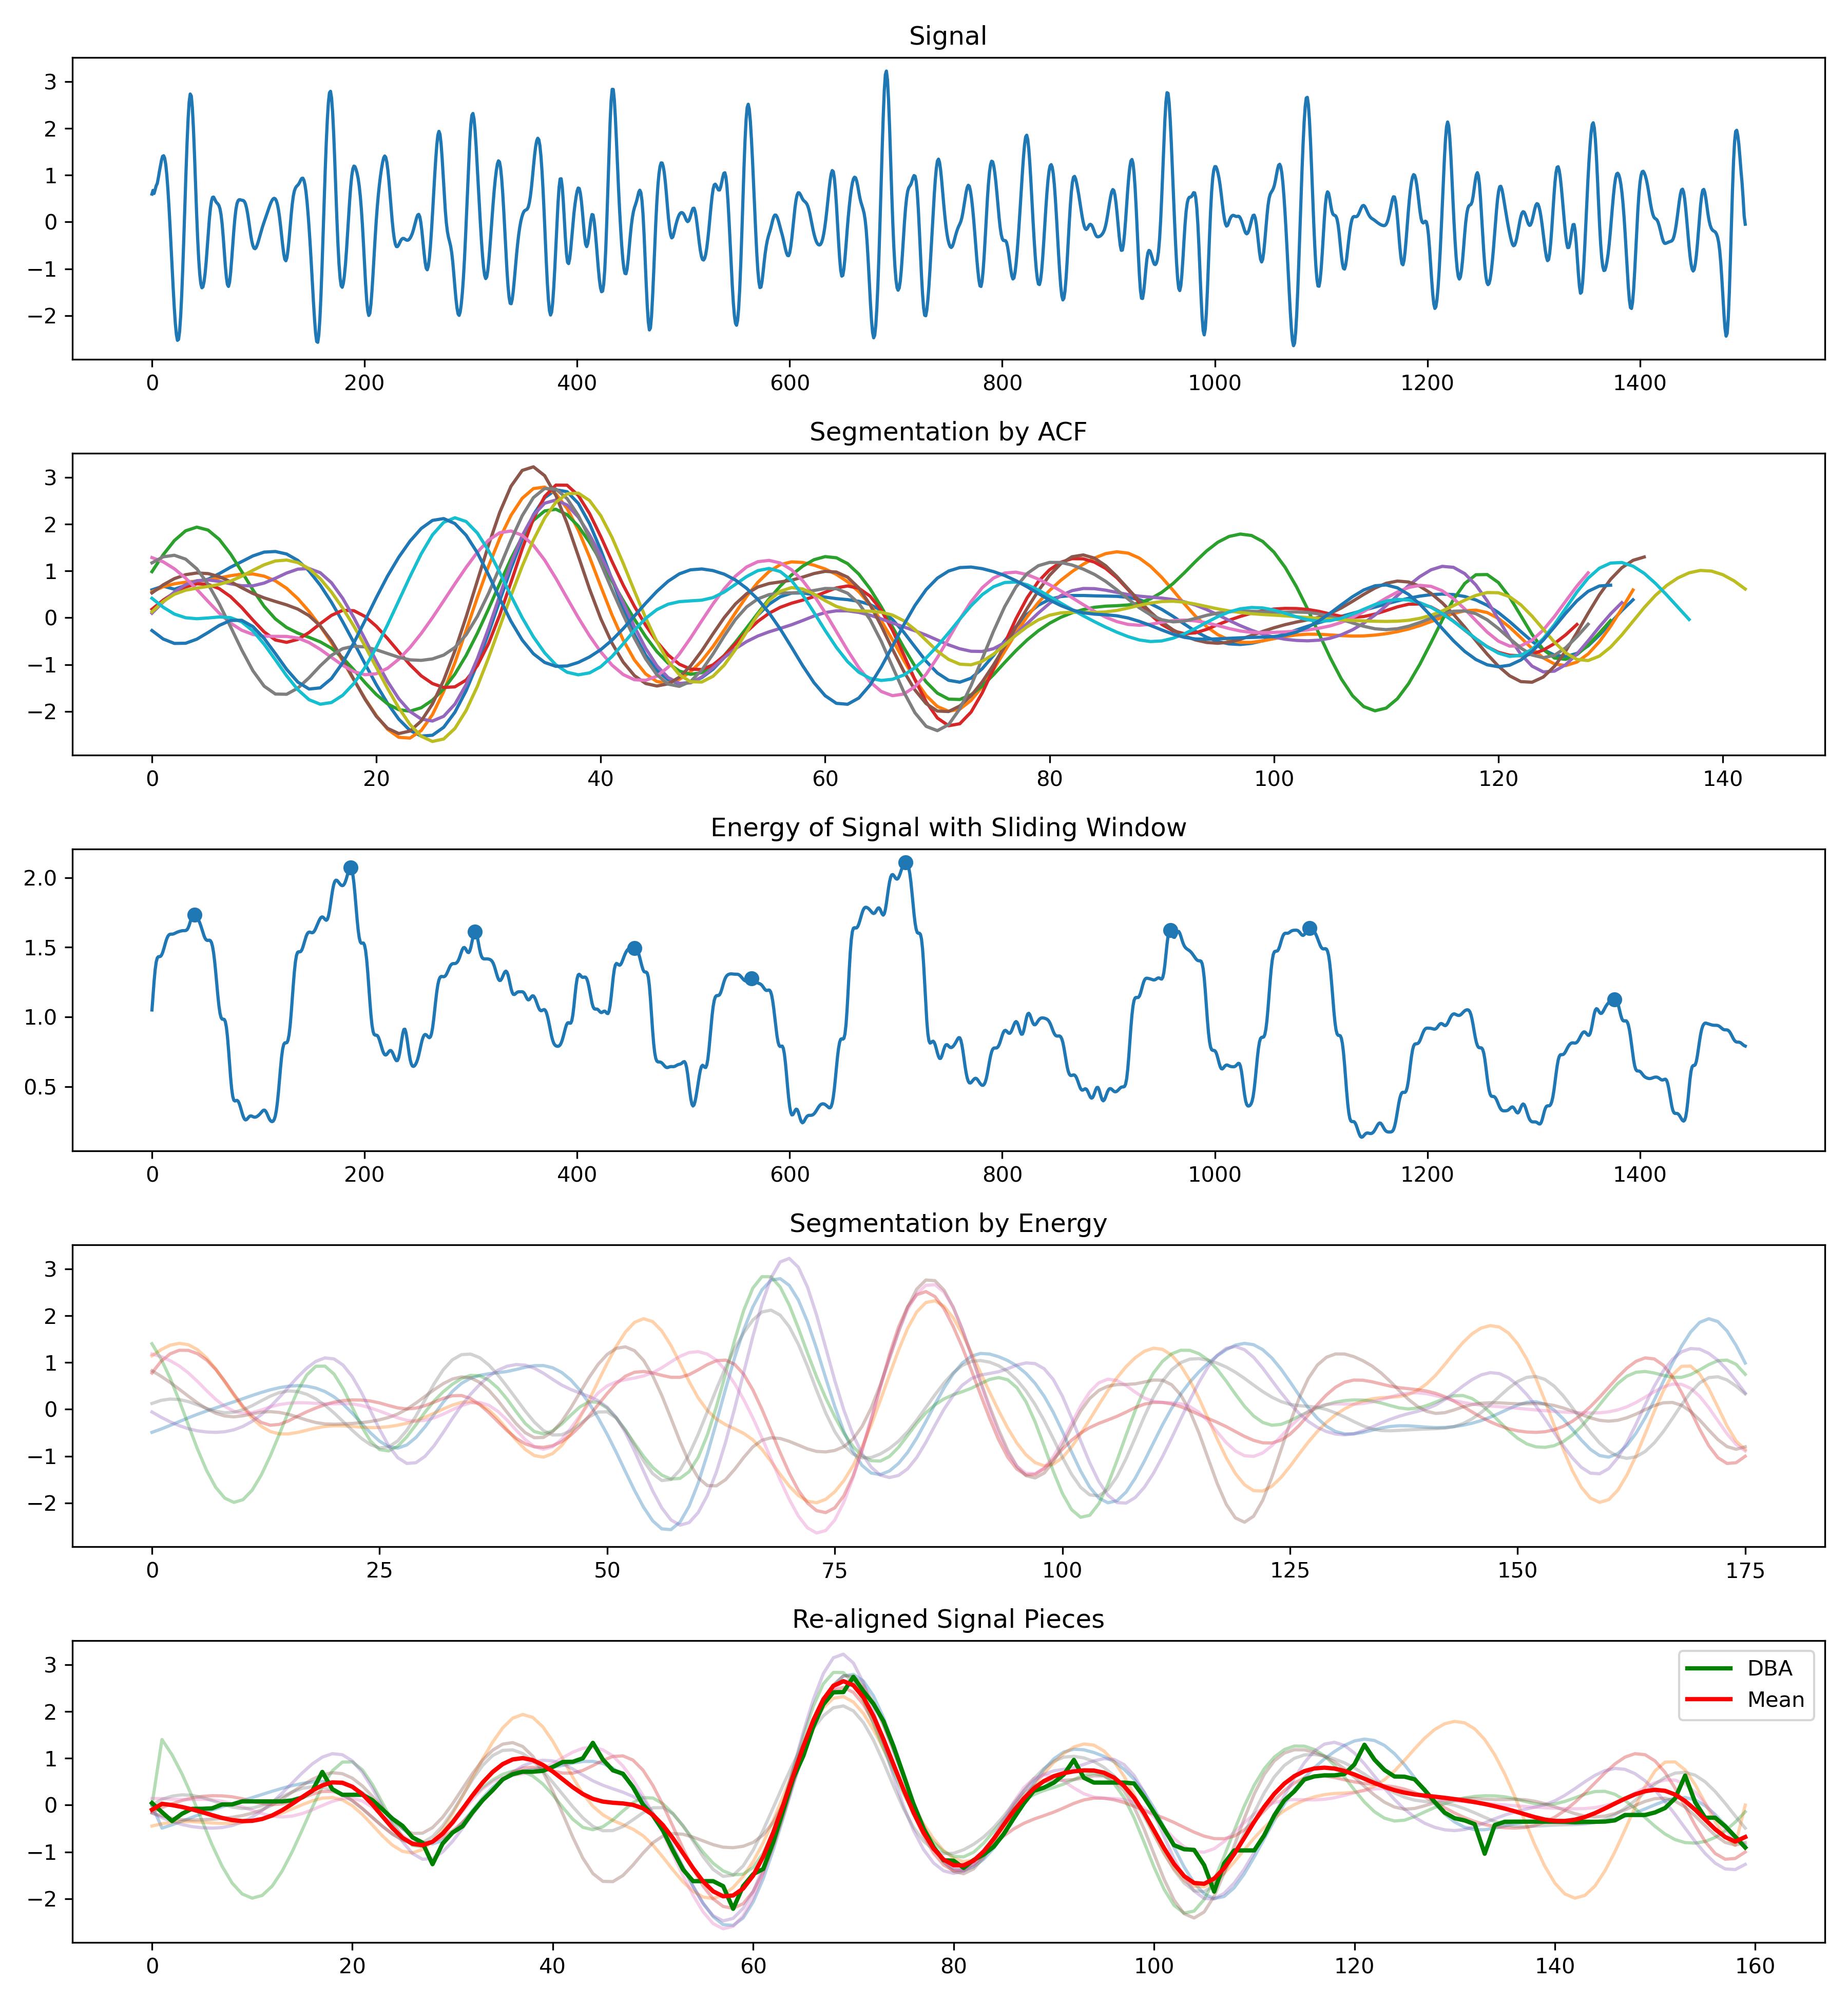 Signal
3
2
1
0
−1
−2
0 200 400 600 800 1000 1200 1400
Segmentation by ACF
3
2
1
0
−1
−2
0 20 40 60 80 100 120 140
Energy of Signal with Sliding Window
2.0
1.5
1.0
0.5
0 200 400 600 800 1000 1200 1400
Segmentation by Energy
3
2
1
0
−1
−2
0 25 50 75 100 125 150 175
Re-aligned Signal Pieces
3
2
1
0
−1
−2
DBA
Mean
0 20 40 60 80 100 120 140 160